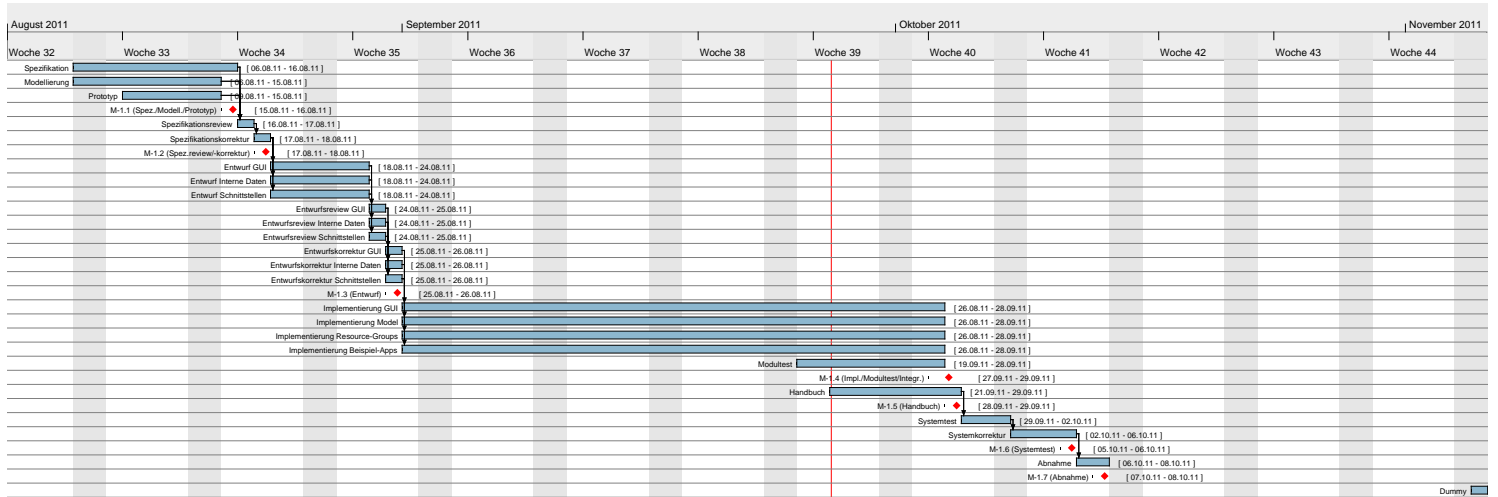 August 2011 September 2011 Oktober 2011 November 2011
Woche 32 Woche 33 Woche 34 Woche 35 Woche 36 Woche 37 Woche 38 Woche 39 Woche 40 Woche 41 Woche 42 Woche 43 Woche 44
Spezifikation [ 06.08.11 - 16.08.11 ]
Modellierung [ 06.08.11 - 15.08.11 ]
Prototyp [ 09.08.11 - 15.08.11 ]
M-1.1 (Spez./Modell./Prototyp) [ 15.08.11 - 16.08.11 ]
Spezifikationsreview [ 16.08.11 - 17.08.11 ]
Spezifikationskorrektur [ 17.08.11 - 18.08.11 ]
M-1.2 (Spez.review/-korrektur) [ 17.08.11 - 18.08.11 ]
Entwurf GUI [ 18.08.11 - 24.08.11 ]
Entwurf Interne Daten [ 18.08.11 - 24.08.11 ]
Entwurf Schnittstellen [ 18.08.11 - 24.08.11 ]
Entwurfsreview GUI [ 24.08.11 - 25.08.11 ]
Entwurfsreview Interne Daten [ 24.08.11 - 25.08.11 ]
Entwurfsreview Schnittstellen [ 24.08.11 - 25.08.11 ]
Entwurfskorrektur GUI [ 25.08.11 - 26.08.11 ]
Entwurfskorrektur Interne Daten [ 25.08.11 - 26.08.11 ]
Entwurfskorrektur Schnittstellen [ 25.08.11 - 26.08.11 ]
M-1.3 (Entwurf) [ 25.08.11 - 26.08.11 ]
Implementierung GUI [ 26.08.11 - 28.09.11 ]
Implementierung Model [ 26.08.11 - 28.09.11 ]
Implementierung Resource-Groups [ 26.08.11 - 28.09.11 ]
Implementierung Beispiel-Apps [ 26.08.11 - 28.09.11 ]
Modultest [ 19.09.11 - 28.09.11 ]
M-1.4 (Impl./Modultest/Integr.) [ 27.09.11 - 29.09.11 ]
Handbuch [ 21.09.11 - 29.09.11 ]
M-1.5 (Handbuch) [ 28.09.11 - 29.09.11 ]
Systemtest [ 29.09.11 - 02.10.11 ]
Systemkorrektur [ 02.10.11 - 06.10.11 ]
M-1.6 (Systemtest) [ 05.10.11 - 06.10.11 ]
Abnahme [ 06.10.11 - 08.10.11 ]
M-1.7 (Abnahme) [ 07.10.11 - 08.10.11 ]
Dummy